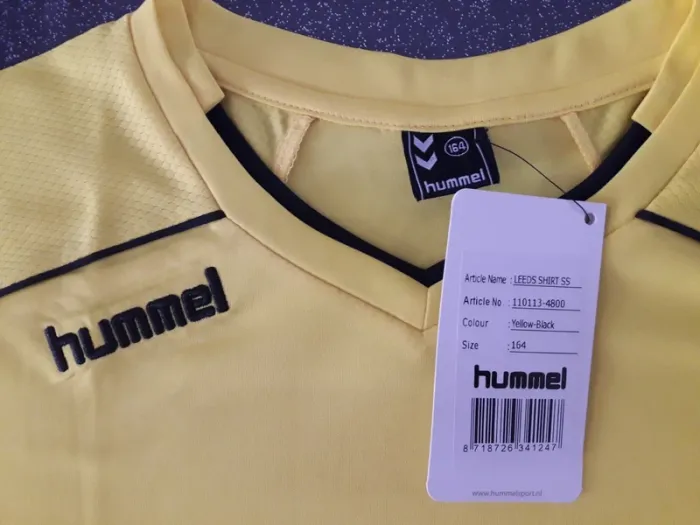 164
hummel
hummel
Article Name : LEEDS SHIRT SS
Article No : 110113-4800
Colour : Yellow-Black
Size : 164
hummel
8 718726 341247
www.hummelsport.nl